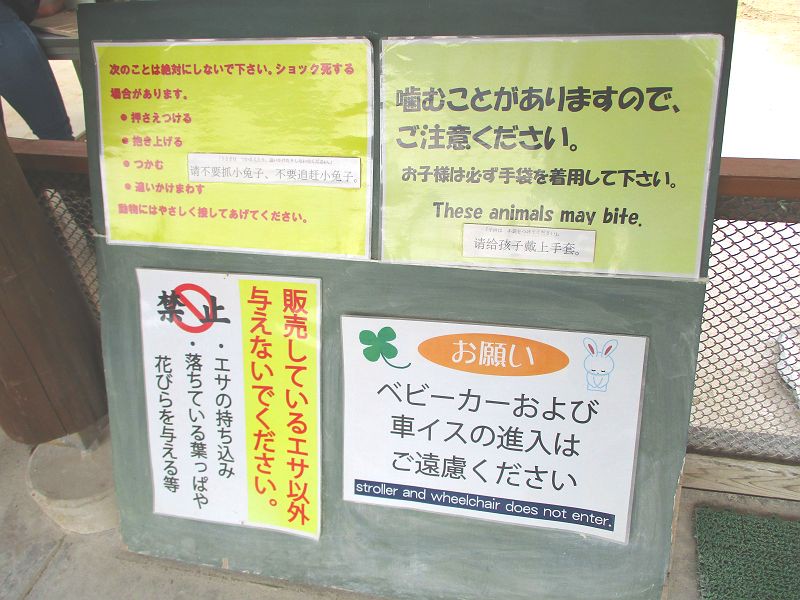 次のことは絶対にしないで下さい。ショック死する
場合があります。
● 押さえつける
● 抱き上げる
● つかむ
● 追いかけまわす
请不要抓小兔子、不要追赶小兔子。
動物にはやさしく接してあげてください。
噛むことがありますので、
ご注意ください。
お子様は必ず手袋を着用して下さい。
These animals may bite.
请给孩子戴上手套。
販売しているエサ以外
与えないでください。
禁止
・エサの持ち込み
・落ちている葉っぱや
花びらを与える等
お願い
ベビーカーおよび
車イスの進入は
ご遠慮ください
stroller and wheelchair does not enter.